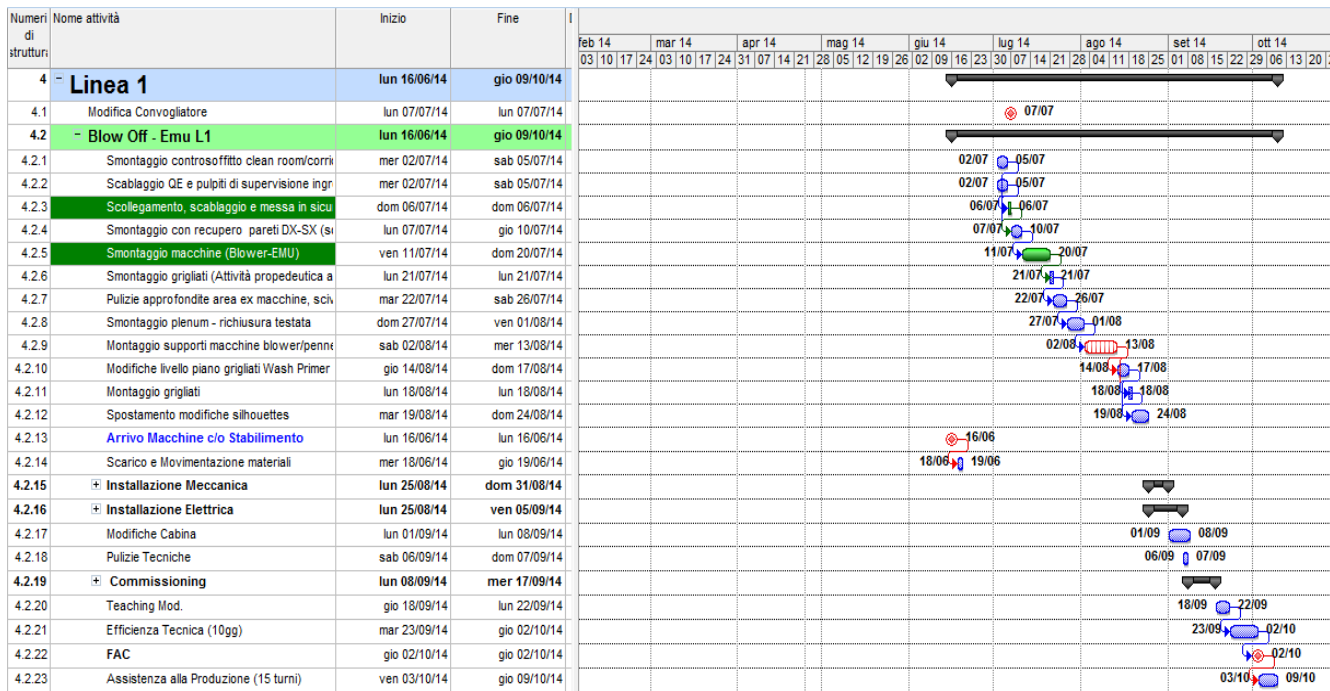 Numeri di struttura Nome attività Inizio Fine
feb 14 mar 14 apr 14 mag 14 giu 14 lug 14 ago 14 set 14 ott 14
03 10 17 24 03 10 17 24 31 07 14 21 28 05 12 19 26 02 09 16 23 30 07 14 21 28 04 11 18 25 01 08 15 22 29 06 13 20
4 Linea 1 lun 16/06/14 gio 09/10/14
4.1 Modifica Convogliatore lun 07/07/14 lun 07/07/14 07/07
4.2 Blow Off - Emu L1 lun 16/06/14 gio 09/10/14
4.2.1 Smontaggio controsoffitto clean room/corri mer 02/07/14 sab 05/07/14 02/07 05/07
4.2.2 Scablaggio QE e pulpiti di supervisione ingr mer 02/07/14 sab 05/07/14 02/07 05/07
4.2.3 Scollegamento, scablaggio e messa in sicu dom 06/07/14 dom 06/07/14 06/07 06/07
4.2.4 Smontaggio con recupero pareti DX-SX (s lun 07/07/14 gio 10/07/14 07/07 10/07
4.2.5 Smontaggio macchine (Blower-EMU) ven 11/07/14 dom 20/07/14 11/07 20/07
4.2.6 Smontaggio grigliati (Attività propedeutica a lun 21/07/14 lun 21/07/14 21/07 21/07
4.2.7 Pulizie approfondite area ex macchine, sciv mar 22/07/14 sab 26/07/14 22/07 26/07
4.2.8 Smontaggio plenum - richiusura testata dom 27/07/14 ven 01/08/14 27/07 01/08
4.2.9 Montaggio supporti macchine blower/penne sab 02/08/14 mer 13/08/14 02/08 13/08
4.2.10 Modifiche livello piano grigliati Wash Primer gio 14/08/14 dom 17/08/14 14/08 17/08
4.2.11 Montaggio grigliati lun 18/08/14 lun 18/08/14 18/08 18/08
4.2.12 Spostamento modifiche silhouettes mar 19/08/14 dom 24/08/14 19/08 24/08
4.2.13 Arrivo Macchine c/o Stabilimento lun 16/06/14 lun 16/06/14 16/06
4.2.14 Scarico e Movimentazione materiali mer 18/06/14 gio 19/06/14 18/06 19/06
4.2.15 Installazione Meccanica lun 25/08/14 dom 31/08/14
4.2.16 Installazione Elettrica lun 25/08/14 ven 05/09/14
4.2.17 Modifiche Cabina lun 01/09/14 lun 08/09/14 01/09 08/09
4.2.18 Pulizie Tecniche sab 06/09/14 dom 07/09/14 06/09 07/09
4.2.19 Commissioning lun 08/09/14 mer 17/09/14
4.2.20 Teaching Mod. gio 18/09/14 lun 22/09/14 18/09 22/09
4.2.21 Efficienza Tecnica (10gg) mar 23/09/14 gio 02/10/14 23/09 02/10
4.2.22 FAC gio 02/10/14 gio 02/10/14 02/10
4.2.23 Assistenza alla Produzione (15 turni) ven 03/10/14 gio 09/10/14 03/10 09/10